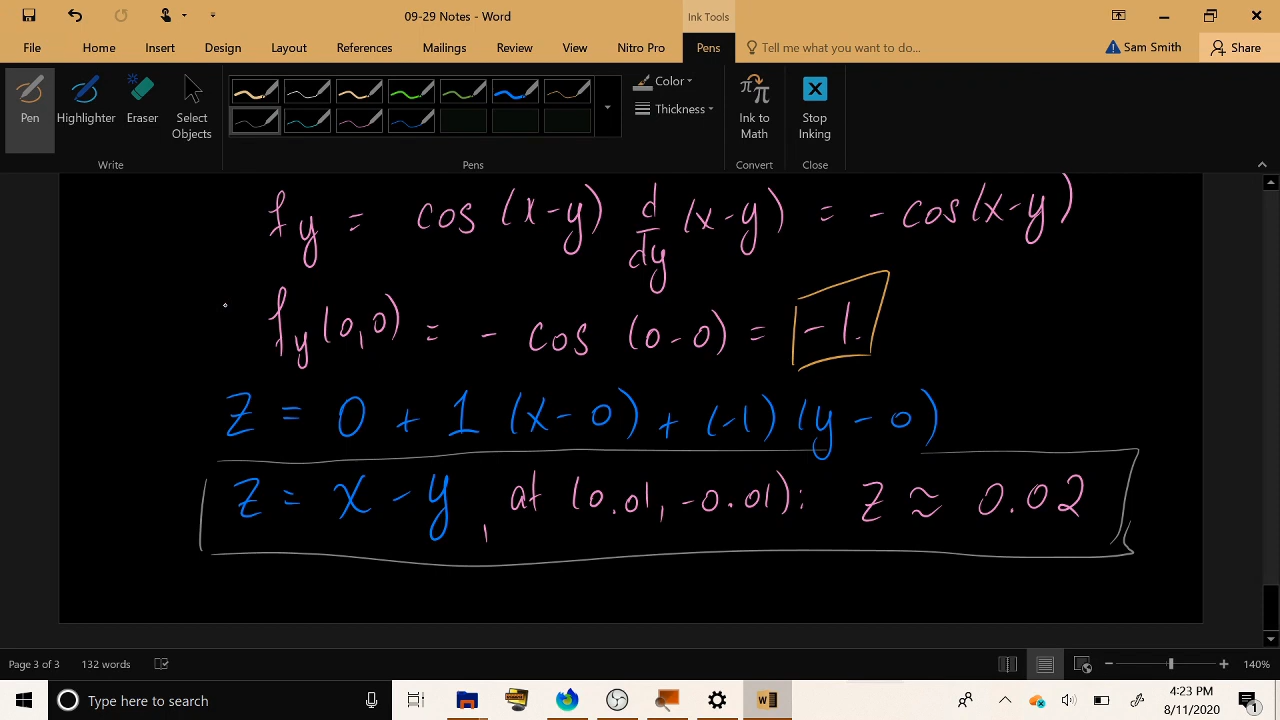 09-29 Notes - Word
Ink Tools
File Home Insert Design Layout References Mailings Review View Nitro Pro Pens Tell me what you want to do... Sam Smith Share
Pen Highlighter Eraser Select Objects
Color
Thickness
Ink to Math
Stop Inking
Write Pens Convert Close
f_y = cos (x-y) d/dy (x-y) = - cos(x-y)
f_y(0,0) = - cos (0-0) = -1.
z = 0 + 1 (x-0) + (-1) (y-0)
z = x - y, at (0.01, -0.01): z ≈ 0.02
Page 3 of 3 132 words 140%
Type here to search
4:23 PM
8/11/2020
1